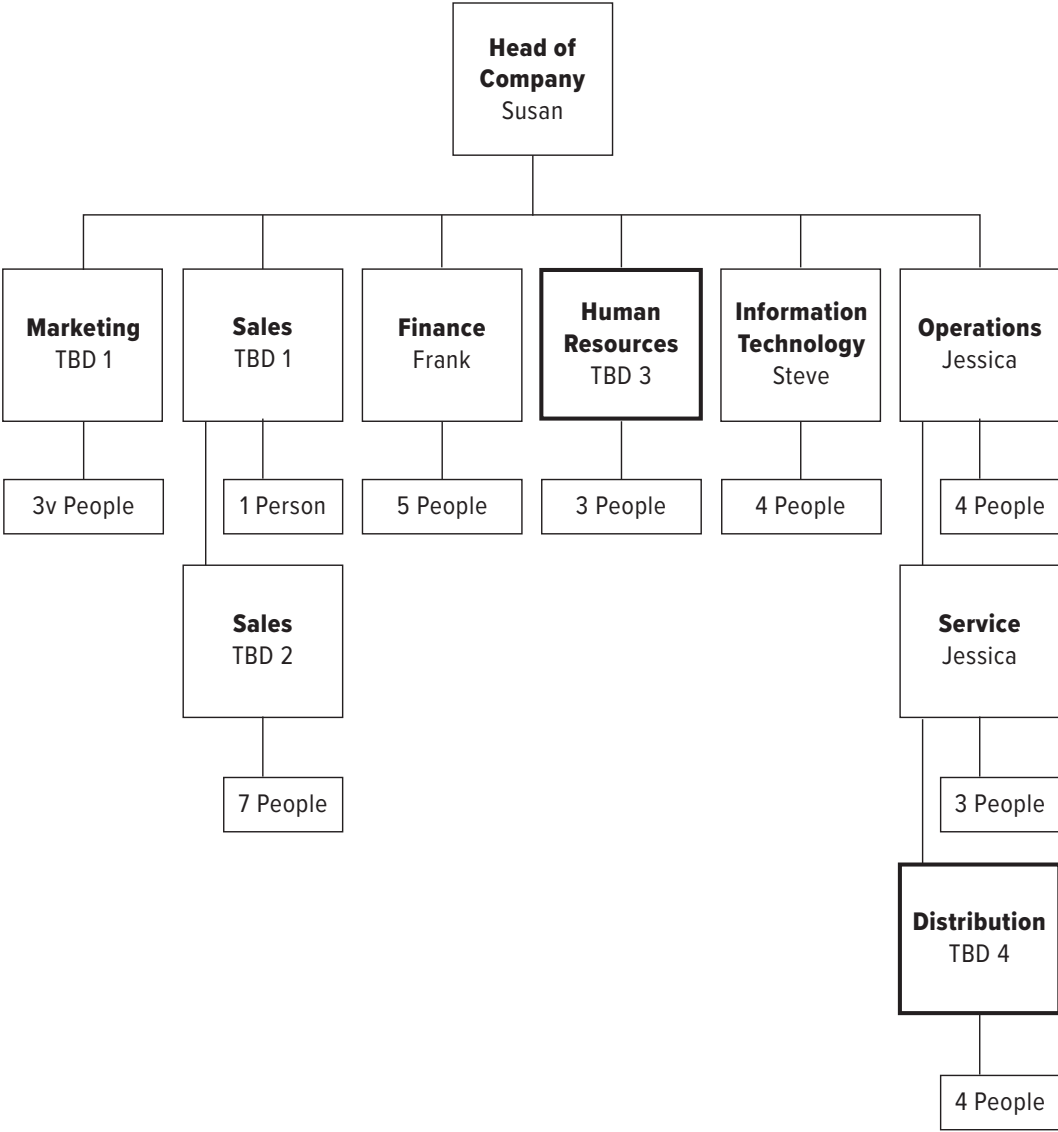 Head of
Company
Susan
Marketing
TBD 1
Sales
TBD 1
Finance
Frank
Human
Resources
TBD 3
Information
Technology
Steve
Operations
Jessica
3v People
1 Person
5 People
3 People
4 People
4 People
Sales
TBD 2
Service
Jessica
7 People
3 People
Distribution
TBD 4
4 People